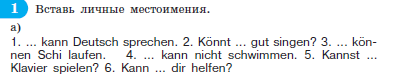 1 Вставь личные местоимения.
а)
1. ... kann Deutsch sprechen. 2. Könnt ... gut singen? 3. ... kön-
nen Schi laufen. 4. ... kann nicht schwimmen. 5. Kannst ...
Klavier spielen? 6. Kann ... dir helfen?